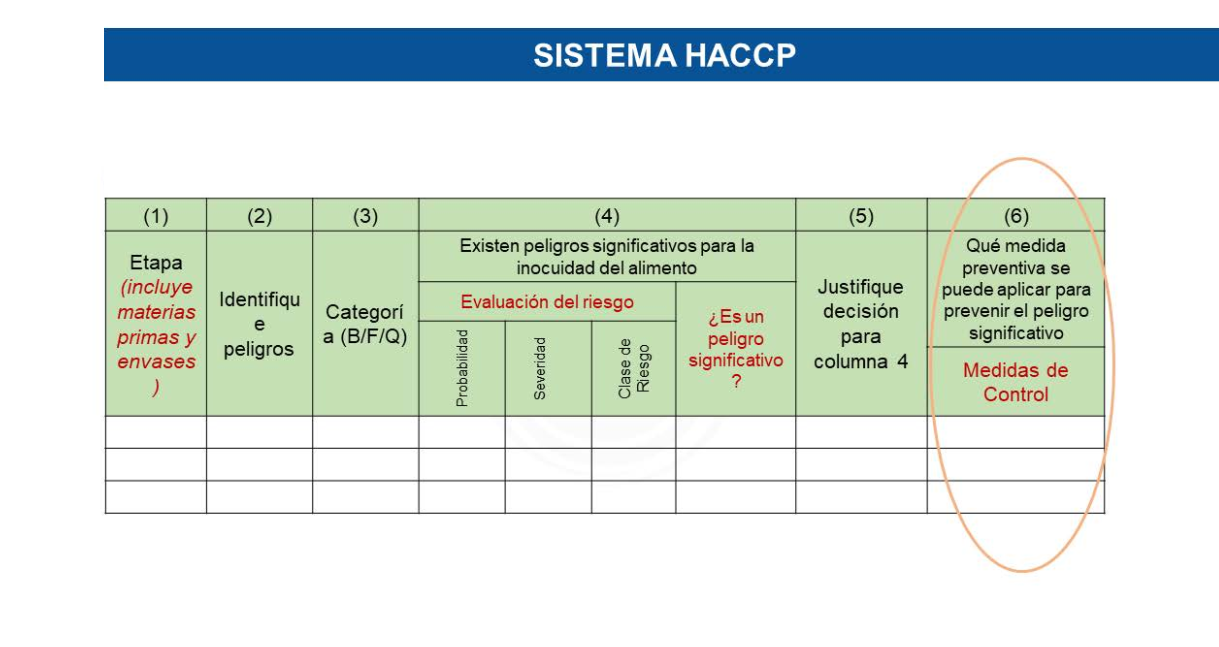 SISTEMA HACCP
(1)
(2)
(3)
(4)
(5)
(6)
Etapa
(incluye
materias
primas y
envases
)
Identifiqu
e
peligros
Categorí
a (B/F/Q)
Existen peligros significativos para la
inocuidad del alimento
Evaluación del riesgo
Probabilidad
Severidad
Clase de
Riesgo
¿Es un
peligro
significativo
?
Justifique
decisión
para
columna 4
Qué medida
preventiva se
puede aplicar para
prevenir el peligro
significativo
Medidas de
Control